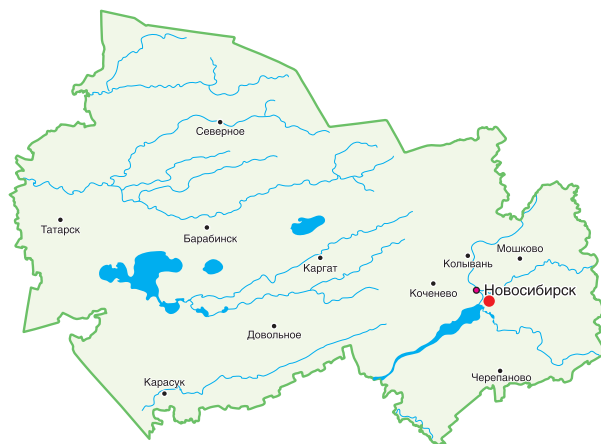 Северное
Татарск
Барабинск
Мошково
Колывань
Каргат
Коченево
Новосибирск
Довольное
Черепаново
Карасук